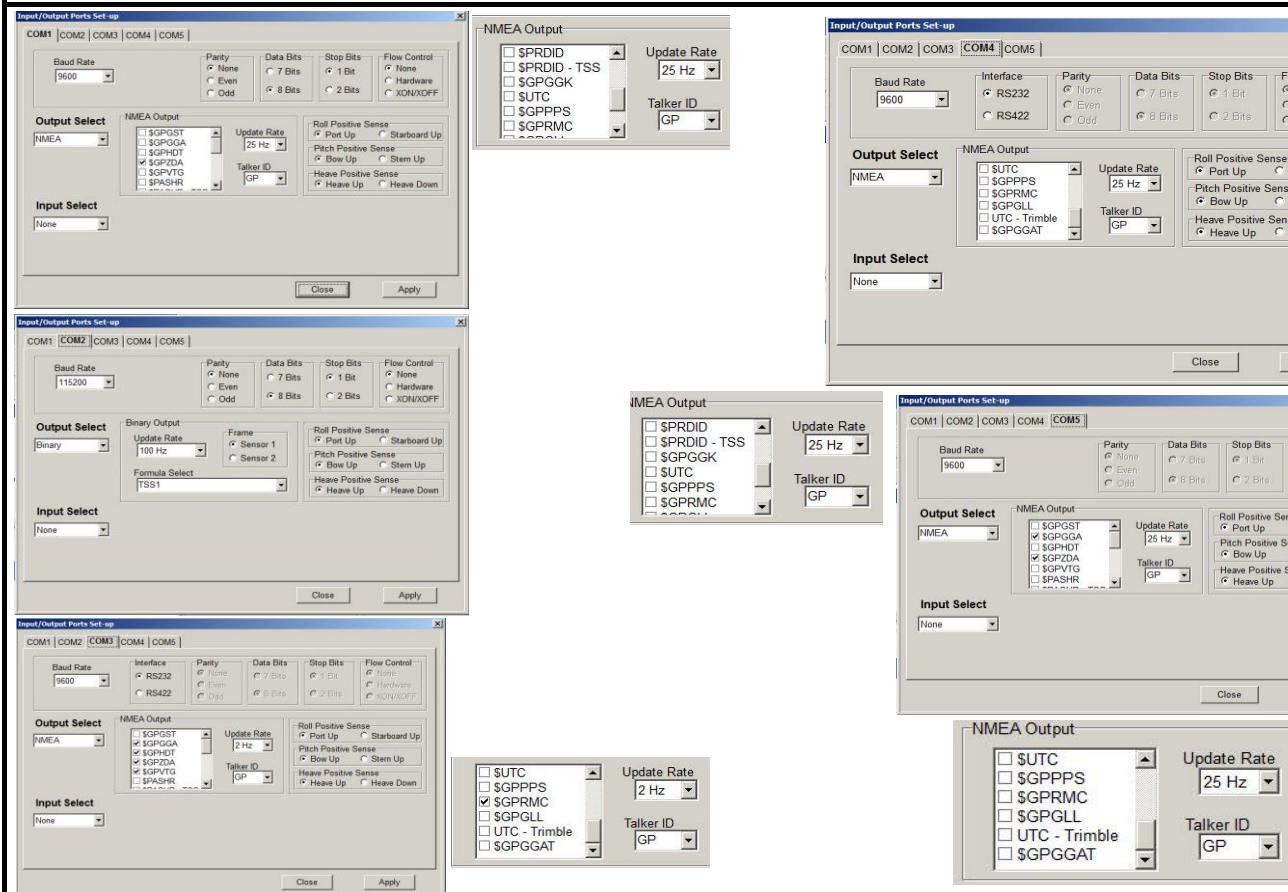 Input/Output Ports Set-up
COM1 COM2 COM3 COM4 COM5
Baud Rate
9600
Parity
None
Even
Odd
Data Bits
7 Bits
8 Bits
Stop Bits
1 Bit
2 Bits
Flow Control
None
Hardware
XON/XOFF
Output Select
NMEA
NMEA Output
$GPGST
$GPGGA
$GPHDT
$GPZDA
$GPVTG
$PASHR
Update Rate
25 Hz
Talker ID
GP
Roll Positive Sense
Port Up Starboard Up
Pitch Positive Sense
Bow Up Stern Up
Heave Positive Sense
Heave Up Heave Down
Input Select
None
Close Apply
NMEA Output
$PRDID
$PRDID - TSS
$GPGGK
$UTC
$GPPPS
$GPRMC
Update Rate
25 Hz
Talker ID
GP
Input/Output Ports Set-up
COM1 COM2 COM3 COM4 COM5
Baud Rate
9600
Interface
RS232
RS422
Parity
None
Even
Odd
Data Bits
7 Bits
8 Bits
Stop Bits
1 Bit
2 Bits
Output Select
NMEA
NMEA Output
$UTC
$GPPPS
$GPRMC
$GPGLL
UTC - Trimble
$GPGGAT
Update Rate
25 Hz
Talker ID
GP
Roll Positive Sense
Port Up
Pitch Positive Sens
Bow Up
Heave Positive Sen
Heave Up
Input Select
None
Close
Input/Output Ports Set-up
COM1 COM2 COM3 COM4 COM5
Baud Rate
115200
Parity
None
Even
Odd
Data Bits
7 Bits
8 Bits
Stop Bits
1 Bit
2 Bits
Flow Control
None
Hardware
XON/XOFF
Output Select
Binary
Binary Output
Update Rate
100 Hz
Frame
Sensor 1
Sensor 2
Formula Select
TSS1
Roll Positive Sense
Port Up Starboard Up
Pitch Positive Sense
Bow Up Stern Up
Heave Positive Sense
Heave Up Heave Down
Input Select
None
Close Apply
NMEA Output
$PRDID
$PRDID - TSS
$GPGGK
$UTC
$GPPPS
$GPRMC
Update Rate
25 Hz
Talker ID
GP
Input/Output Ports Set-up
COM1 COM2 COM3 COM4 COM5
Baud Rate
9600
Parity
None
Even
Odd
Data Bits
7 Bits
8 Bits
Stop Bits
1 Bit
2 Bits
Output Select
NMEA
NMEA Output
$GPGST
$GPGGA
$GPHDT
$GPZDA
$GPVTG
$PASHR
Update Rate
25 Hz
Talker ID
GP
Roll Positive Ser
Port Up
Pitch Positive S
Bow Up
Heave Positive S
Heave Up
Input Select
None
Close
Input/Output Ports Set-up
COM1 COM2 COM3 COM4 COM5
Baud Rate
9600
Interface
RS232
RS422
Parity
None
Even
Odd
Data Bits
7 Bits
8 Bits
Stop Bits
1 Bit
2 Bits
Flow Control
None
Hardware
XON/XOFF
Output Select
NMEA
NMEA Output
$GPGST
$GPGGA
$GPHDT
$GPZDA
$GPVTG
$PASHR
Update Rate
2 Hz
Talker ID
GP
Roll Positive Sense
Port Up Starboard Up
Pitch Positive Sense
Bow Up Stern Up
Heave Positive Sense
Heave Up Heave Down
Input Select
None
Close Apply
$UTC
$GPPPS
$GPRMC
$GPGLL
UTC - Trimble
$GPGGAT
Update Rate
2 Hz
Talker ID
GP
NMEA Output
$UTC
$GPPPS
$GPRMC
$GPGLL
UTC - Trimble
$GPGGAT
Update Rate
25 Hz
Talker ID
GP